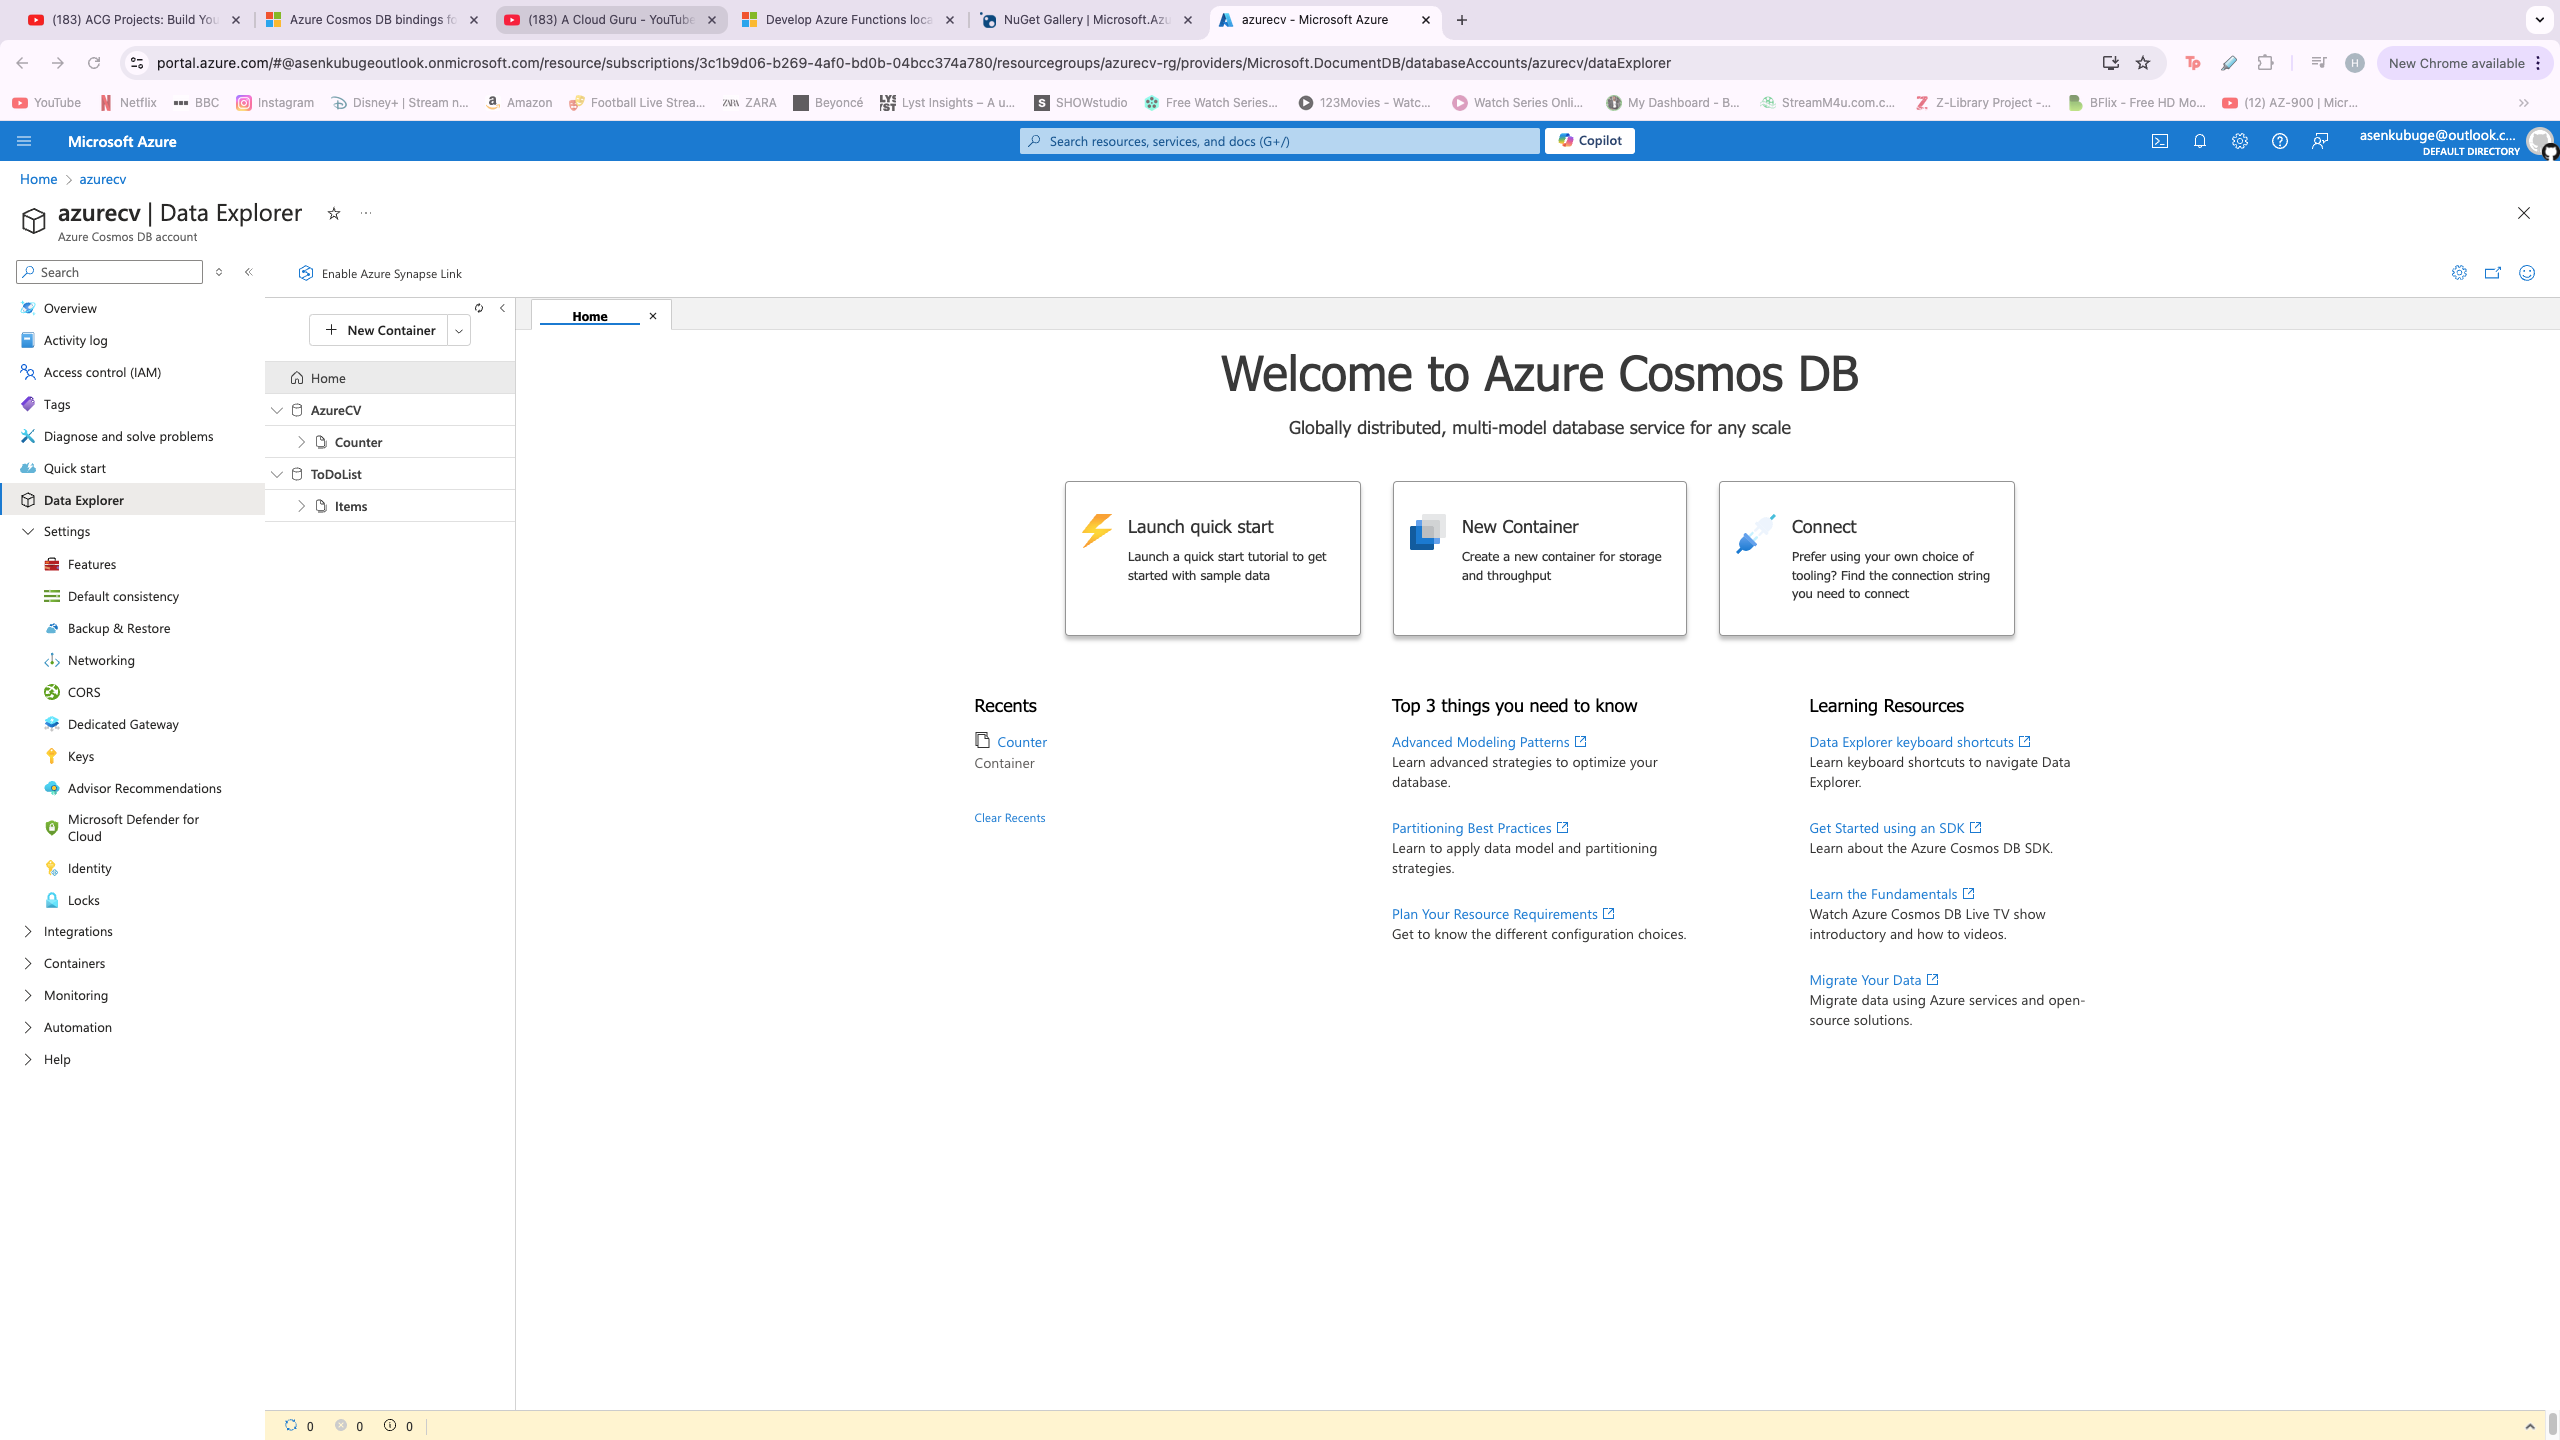 (183) ACG Projects: Build You
Azure Cosmos DB bindings fo
(183) A Cloud Guru - YouTube
Develop Azure Functions loca
NuGet Gallery | Microsoft.Azu
azurecv - Microsoft Azure
portal.azure.com/#@asenkubugeoutlook.onmicrosoft.com/resource/subscriptions/3c1b9d06-b269-4af0-bd0b-04bcc374a780/resourcegroups/azurecv-rg/providers/Microsoft.DocumentDB/databaseAccounts/azurecv/dataExplorer
Tp
H
New Chrome available
YouTube
Netflix
BBC
Instagram
Disney+ | Stream n...
Amazon
Football Live Strea...
ZARA
Beyoncé
Lyst Insights – A u...
SHOWstudio
Free Watch Series...
123Movies - Watc...
Watch Series Onli...
My Dashboard - B...
StreamM4u.com.c...
Z-Library Project -...
BFlix - Free HD Mo...
(12) AZ-900 | Micr...
Microsoft Azure
Search resources, services, and docs (G+/)
Copilot
asenkubuge@outlook.c...
DEFAULT DIRECTORY
Home > azurecv
azurecv | Data Explorer
Azure Cosmos DB account
Search
Enable Azure Synapse Link
Overview
Activity log
Access control (IAM)
Tags
Diagnose and solve problems
Quick start
Data Explorer
Settings
Features
Default consistency
Backup & Restore
Networking
CORS
Dedicated Gateway
Keys
Advisor Recommendations
Microsoft Defender for
Cloud
Identity
Locks
Integrations
Containers
Monitoring
Automation
Help
New Container
Home
AzureCV
Counter
ToDoList
Items
Home
Welcome to Azure Cosmos DB
Globally distributed, multi-model database service for any scale
Launch quick start
Launch a quick start tutorial to get
started with sample data
New Container
Create a new container for storage
and throughput
Connect
Prefer using your own choice of
tooling? Find the connection string
you need to connect
Recents
Counter
Container
Clear Recents
Top 3 things you need to know
Advanced Modeling Patterns
Learn advanced strategies to optimize your
database.
Partitioning Best Practices
Learn to apply data model and partitioning
strategies.
Plan Your Resource Requirements
Get to know the different configuration choices.
Learning Resources
Data Explorer keyboard shortcuts
Learn keyboard shortcuts to navigate Data
Explorer.
Get Started using an SDK
Learn about the Azure Cosmos DB SDK.
Learn the Fundamentals
Watch Azure Cosmos DB Live TV show
introductory and how to videos.
Migrate Your Data
Migrate data using Azure services and open-
source solutions.
0 0 0